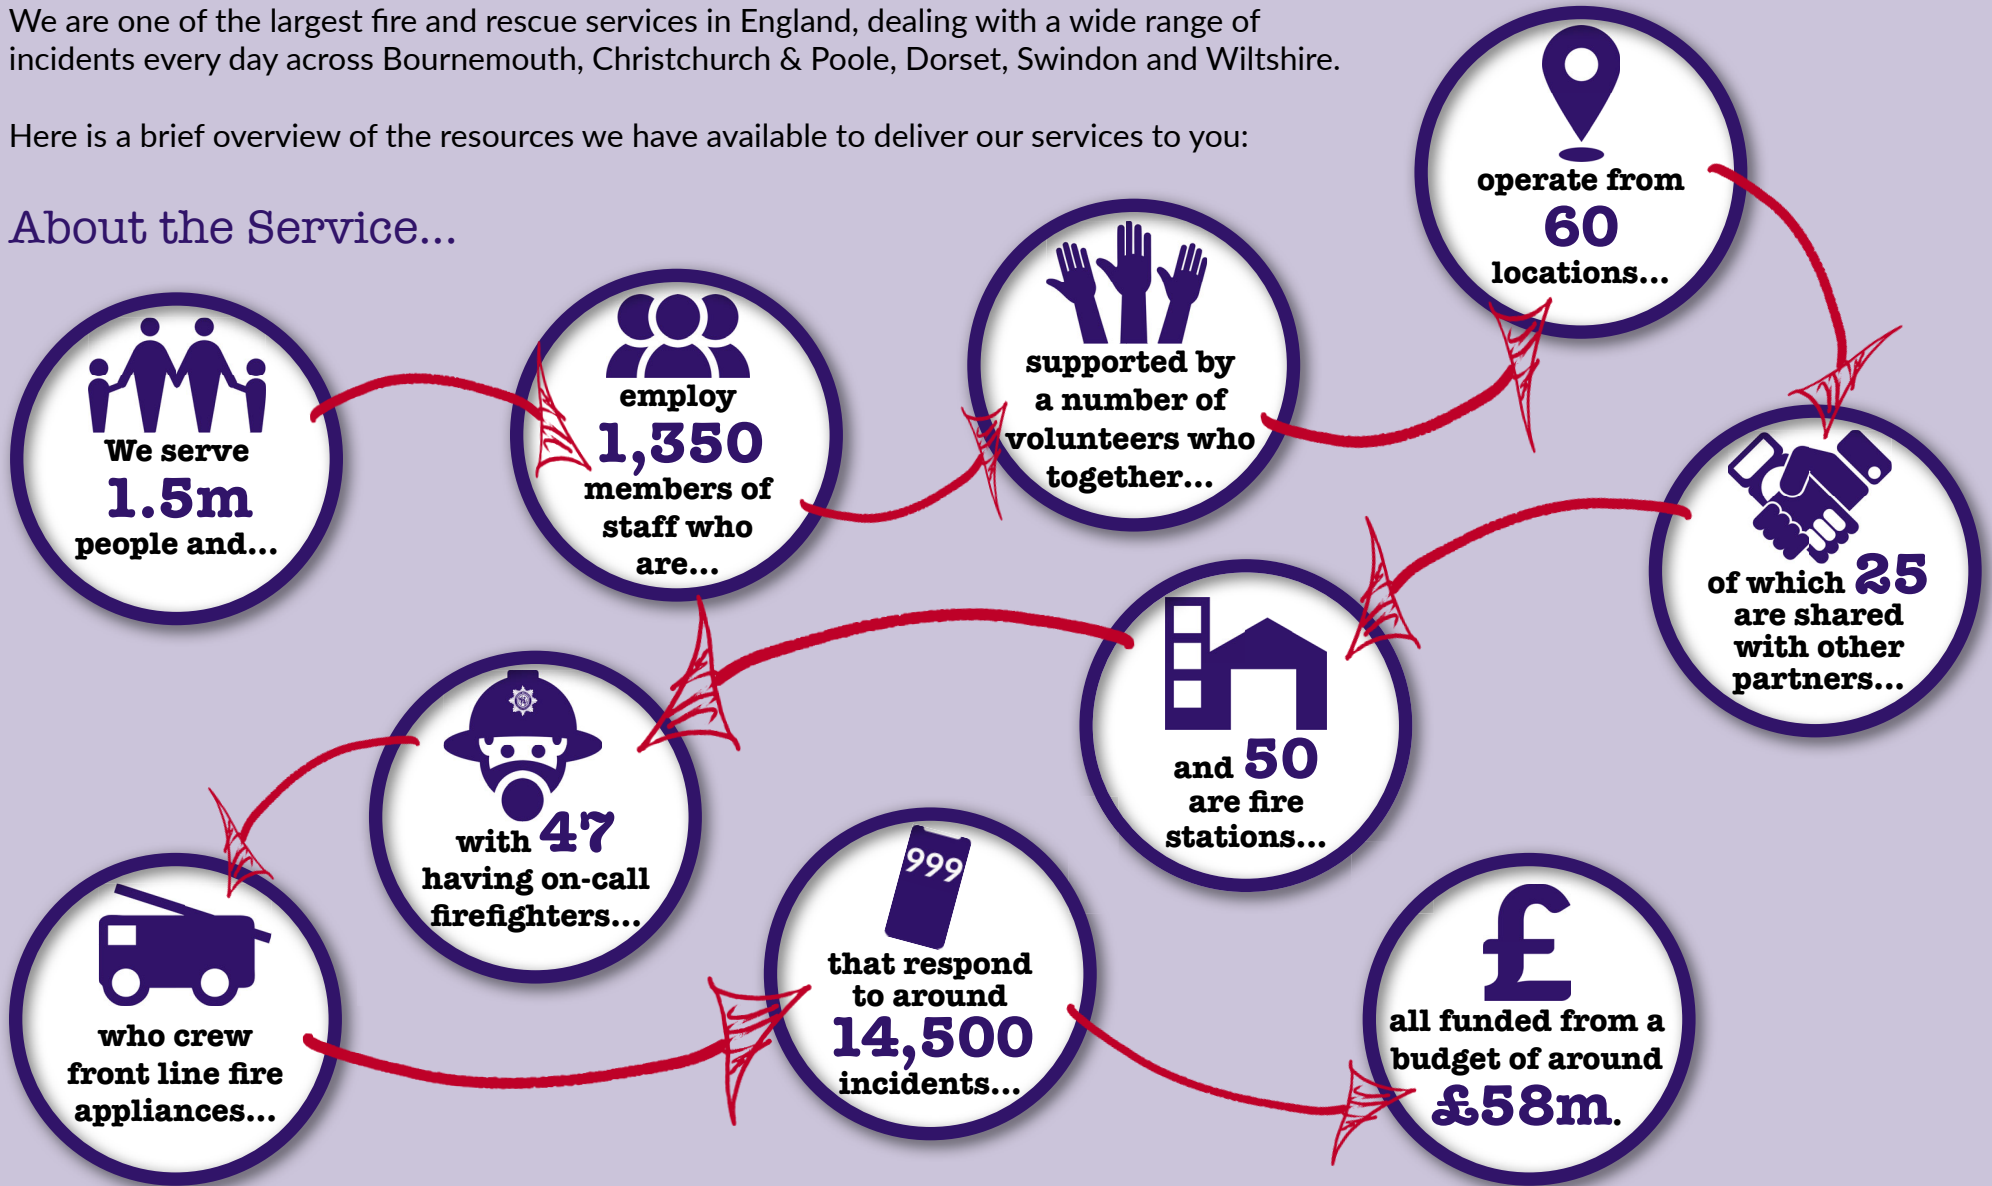 We are one of the largest fire and rescue services in England, dealing with a wide range of
incidents every day across Bournemouth, Christchurch & Poole, Dorset, Swindon and Wiltshire.
Here is a brief overview of the resources we have available to deliver our services to you:
About the Service...
We serve
1.5m
people and...
employ
1,350
members of
staff who
are...
supported by
a number of
volunteers who
together...
operate from
60
locations...
of which 25
are shared
with other
partners...
and 50
are fire
stations...
with 47
having on-call
firefighters...
who crew
front line fire
appliances...
999
that respond
to around
14,500
incidents...
£
all funded from a
budget of around
£58m.